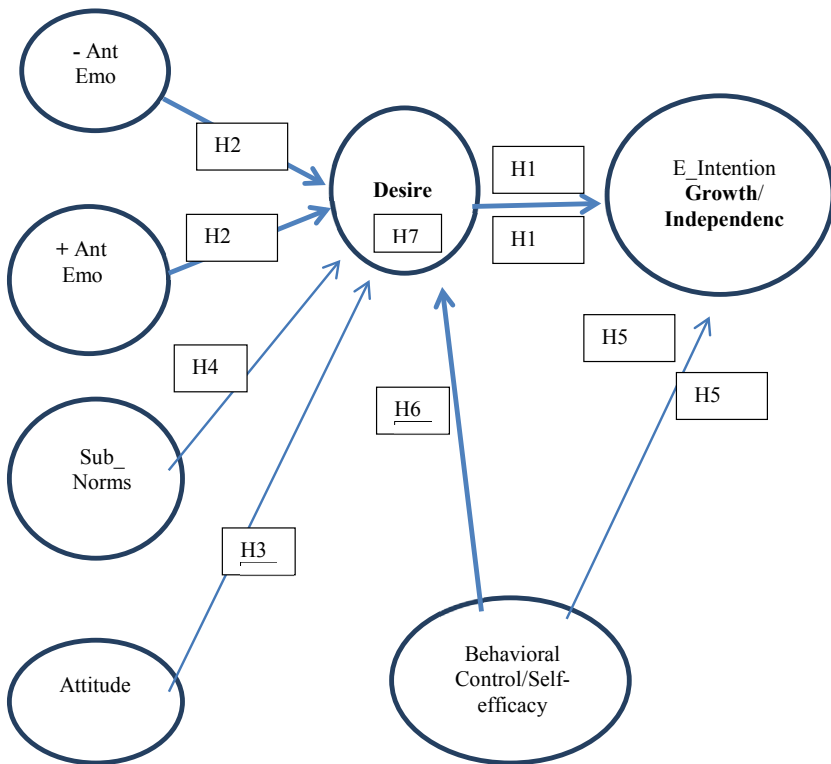 - Ant
Emo
H2
Desire
H7
H1
H1
E_Intention
Growth/
Independenc
+ Ant
Emo
H2
H4
H5
H5
H6
Sub_
Norms
H3
Attitude
Behavioral
Control/Self-
efficacy